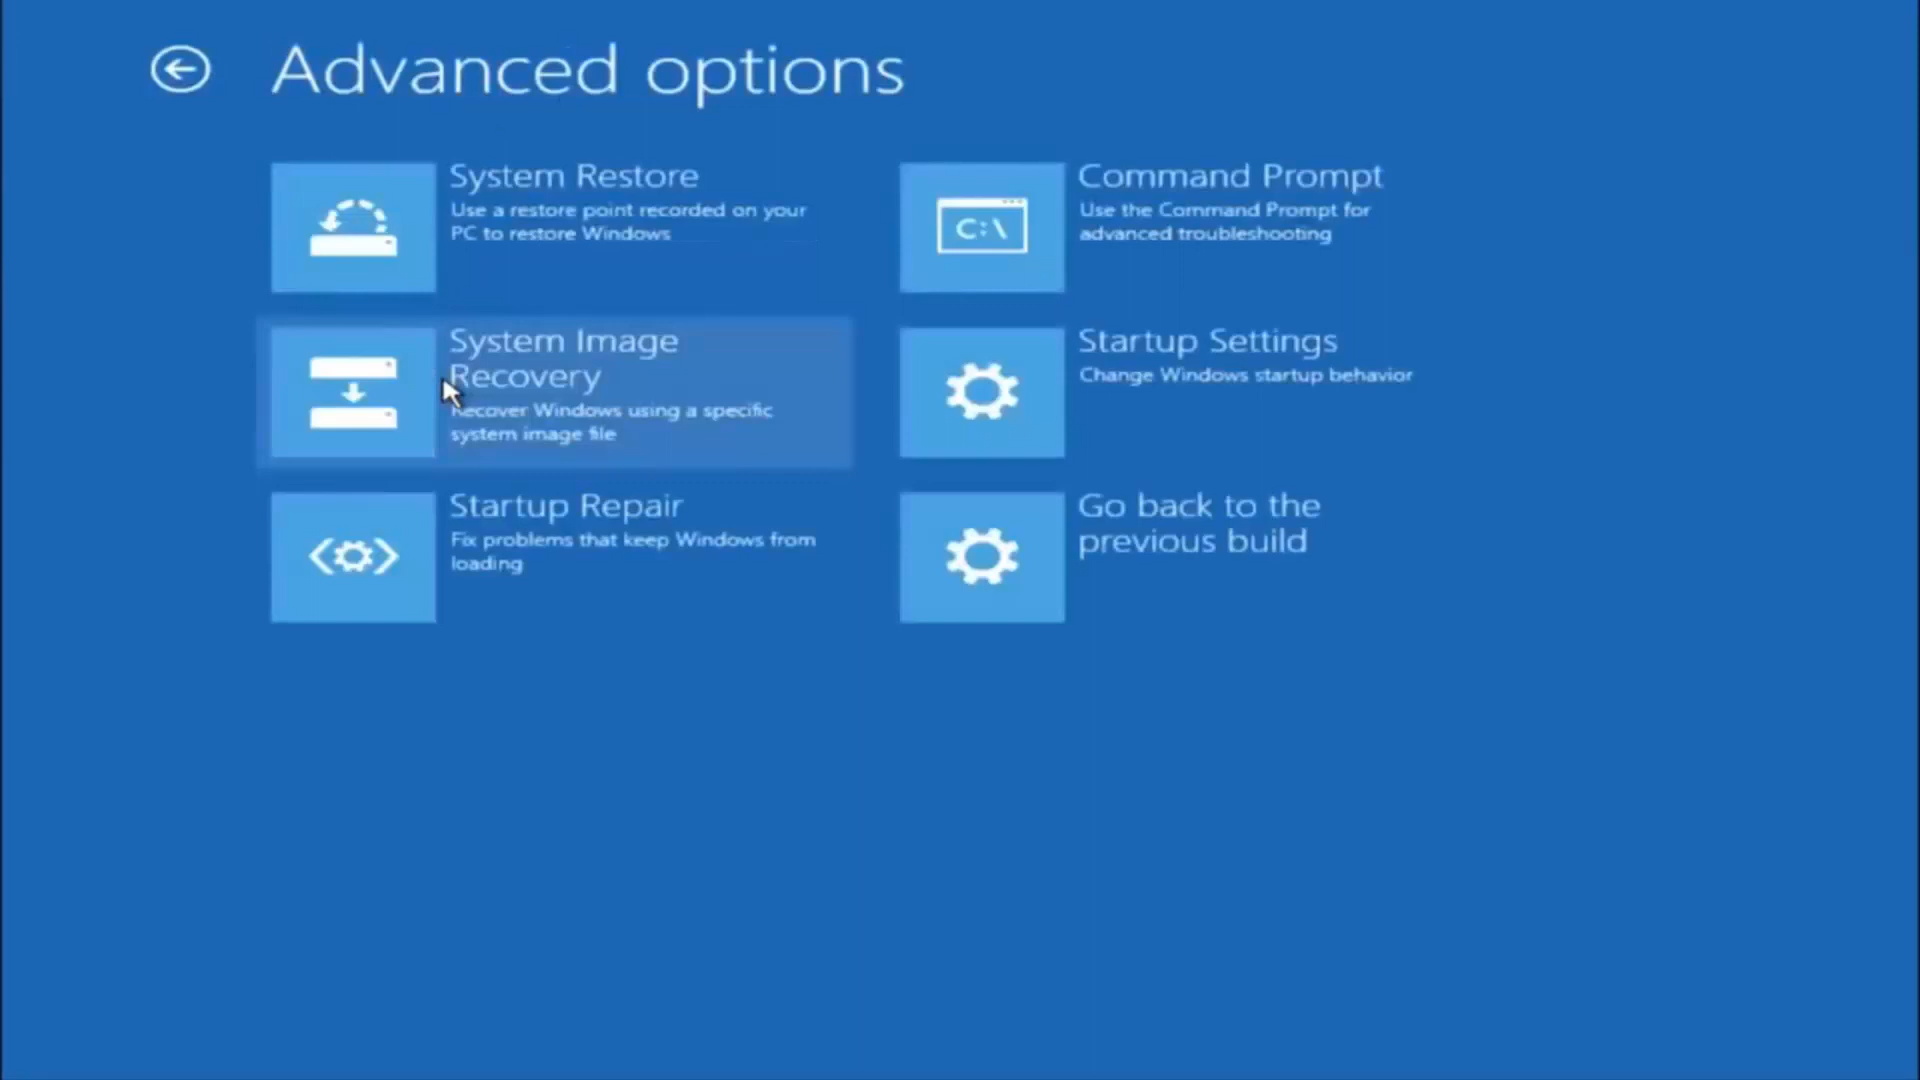 Advanced options
System Restore
Use a restore point recorded on your
PC to restore Windows
System Image
Recovery
Recover Windows using a specific
system image file
Startup Repair
Fix problems that keep Windows from
loading
Command Prompt
C:\
Use the Command Prompt for
advanced troubleshooting
Startup Settings
Change Windows startup behavior
Go back to the
previous build